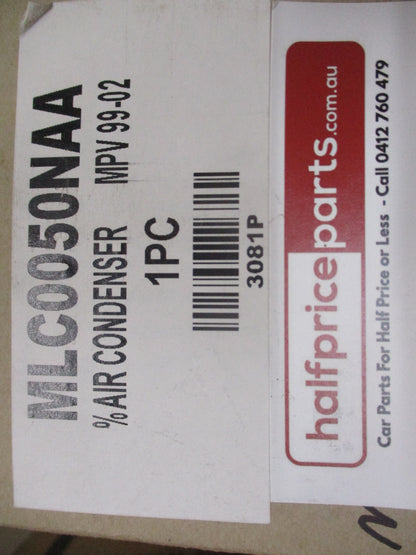 MLC0050NAA
% AIR CONDENSER MPV 99-02
1PC
3081P
halfpriceparts.com.au
Car Parts For Half Price or Less - Call 0412 760 479